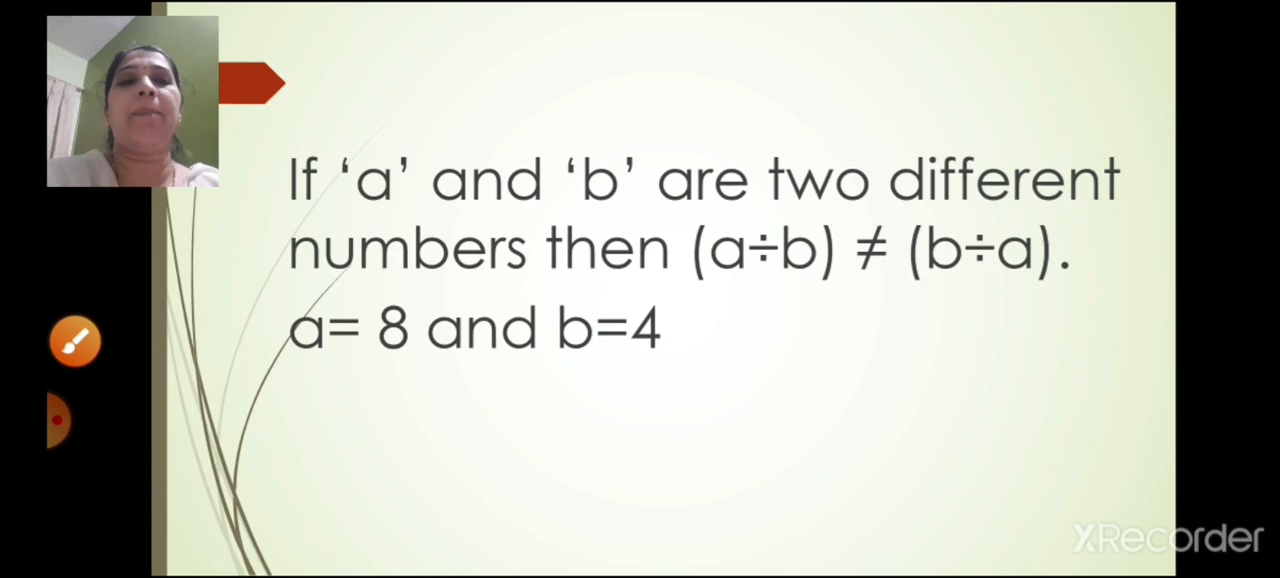 If ‘a’ and ‘b’ are two different
numbers then (a÷b) ≠ (b÷a).
a= 8 and b=4
XRecorder